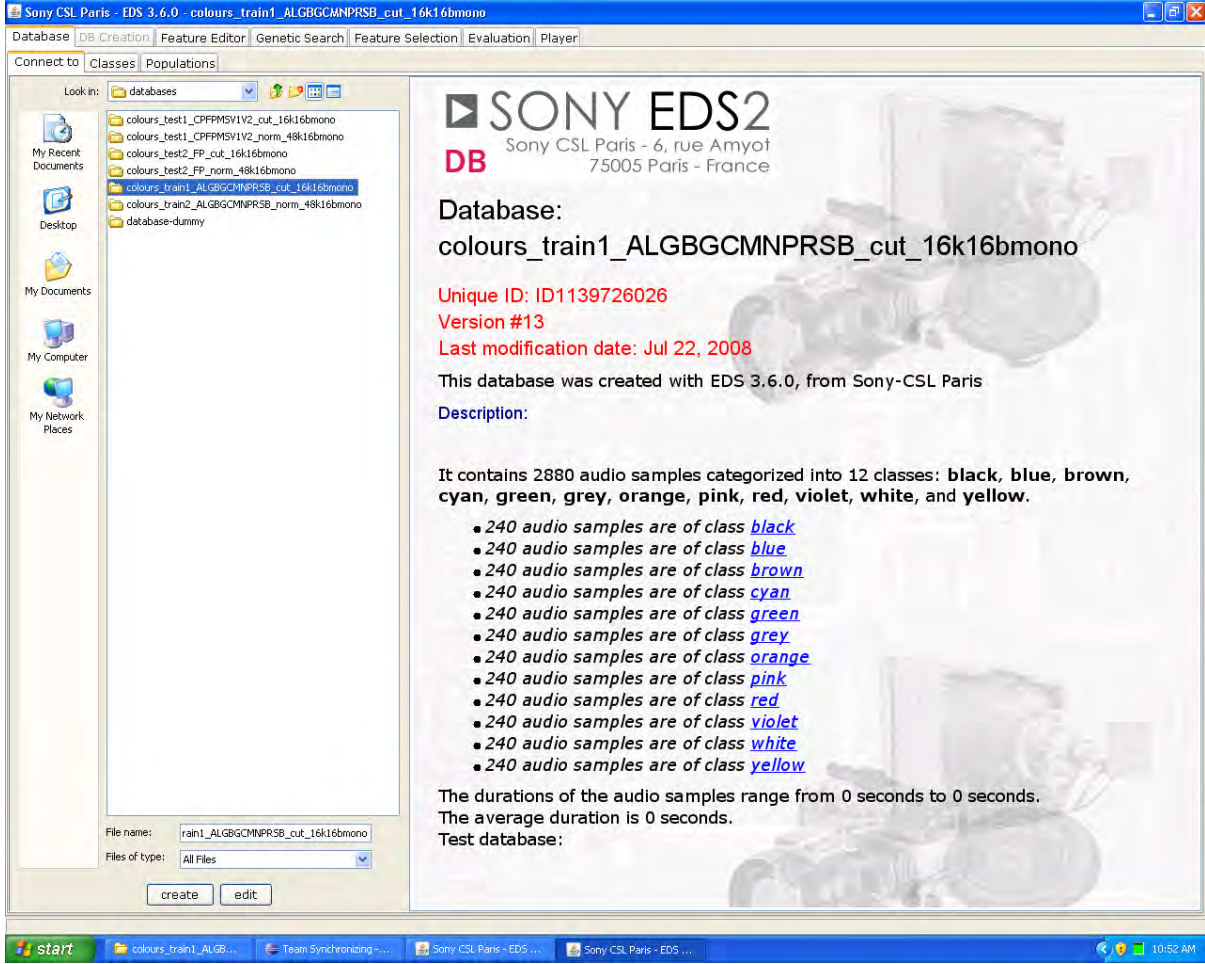 Sony CSL Paris - EDS 3.6.0 - colours_train1_ALGBGCMNPRSB_cut_16k16bmono
Database DB Creation Feature Editor Genetic Search Feature Selection Evaluation Player
Connect to Classes Populations
Look in: databases
My Recent Documents
Desktop
My Documents
My Computer
My Network Places
colours_test1_CPFPMSV1V2_cut_16k16bmono
colours_test1_CPFPMSV1V2_norm_48k16bmono
colours_test2_FP_cut_16k16bmono
colours_test2_FP_norm_48k16bmono
colours_train1_ALGBGCMNPRSB_cut_16k16bmono
colours_train2_ALGBGCMNPRSB_norm_48k16bmono
database-dummy
File name: rain1_ALGBGCMNPRSB_cut_16k16bmono
Files of type: All Files
create edit
SONY EDS2
DB
Sony CSL Paris - 6, rue Amyot
75005 Paris - France
Database:
colours_train1_ALGBGCMNPRSB_cut_16k16bmono
Unique ID: ID1139726026
Version #13
Last modification date: Jul 22, 2008
This database was created with EDS 3.6.0, from Sony-CSL Paris
Description:
It contains 2880 audio samples categorized into 12 classes: black, blue, brown,
cyan, green, grey, orange, pink, red, violet, white, and yellow.
240 audio samples are of class black
240 audio samples are of class blue
240 audio samples are of class brown
240 audio samples are of class cyan
240 audio samples are of class green
240 audio samples are of class grey
240 audio samples are of class orange
240 audio samples are of class pink
240 audio samples are of class red
240 audio samples are of class violet
240 audio samples are of class white
240 audio samples are of class yellow
The durations of the audio samples range from 0 seconds to 0 seconds.
The average duration is 0 seconds.
Test database:
start colours_train1_ALGB... Team Synchronizing -... Sony CSL Paris - EDS ... Sony CSL Paris - EDS ... 10:52 AM